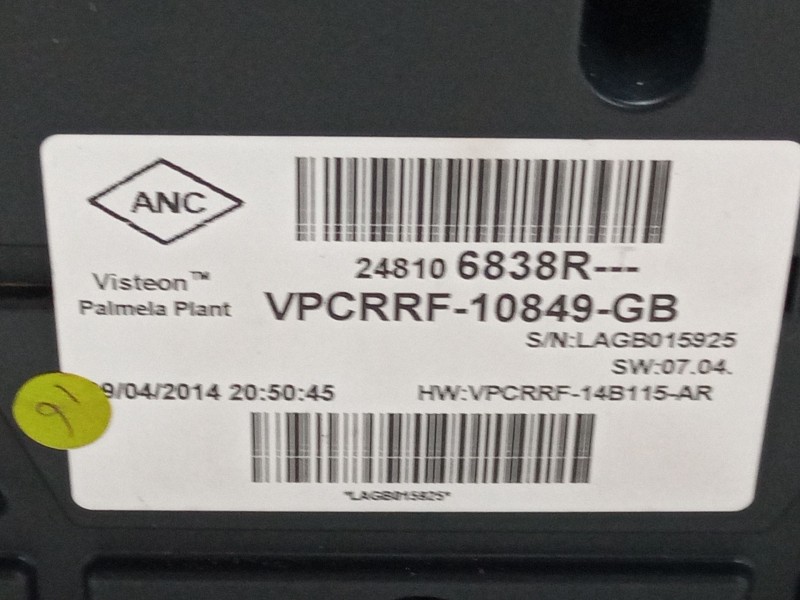 ANC
24810 6838R---
Visteon™
Palmela Plant
VPCRRF-10849-GB
S/N:LAGB015925
SW:07.04.
9/04/2014 20:50:45
HW:VPCRRF-14B115-AR
*LAGB015925*